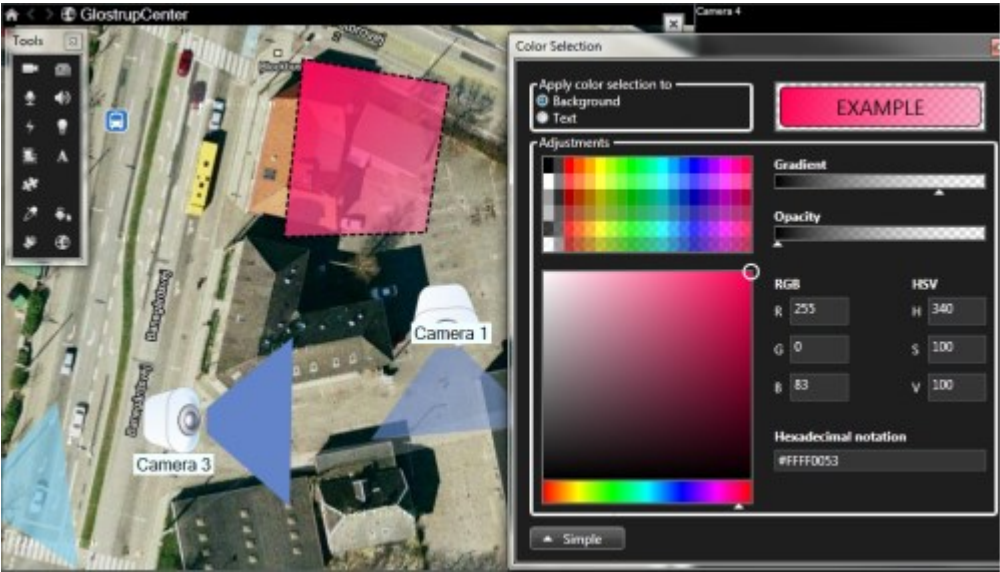 GlostrupCenter
Camera 4
Tools
Color Selection
Apply color selection to
Background
Text
EXAMPLE
Adjustments
Gradient
Opacity
RGB
HSV
R 255
H 340
G 0
S 100
B 83
V 100
Hexadecimal notation
#FFFF0053
Simple
A
2
Camera 1
Camera 3